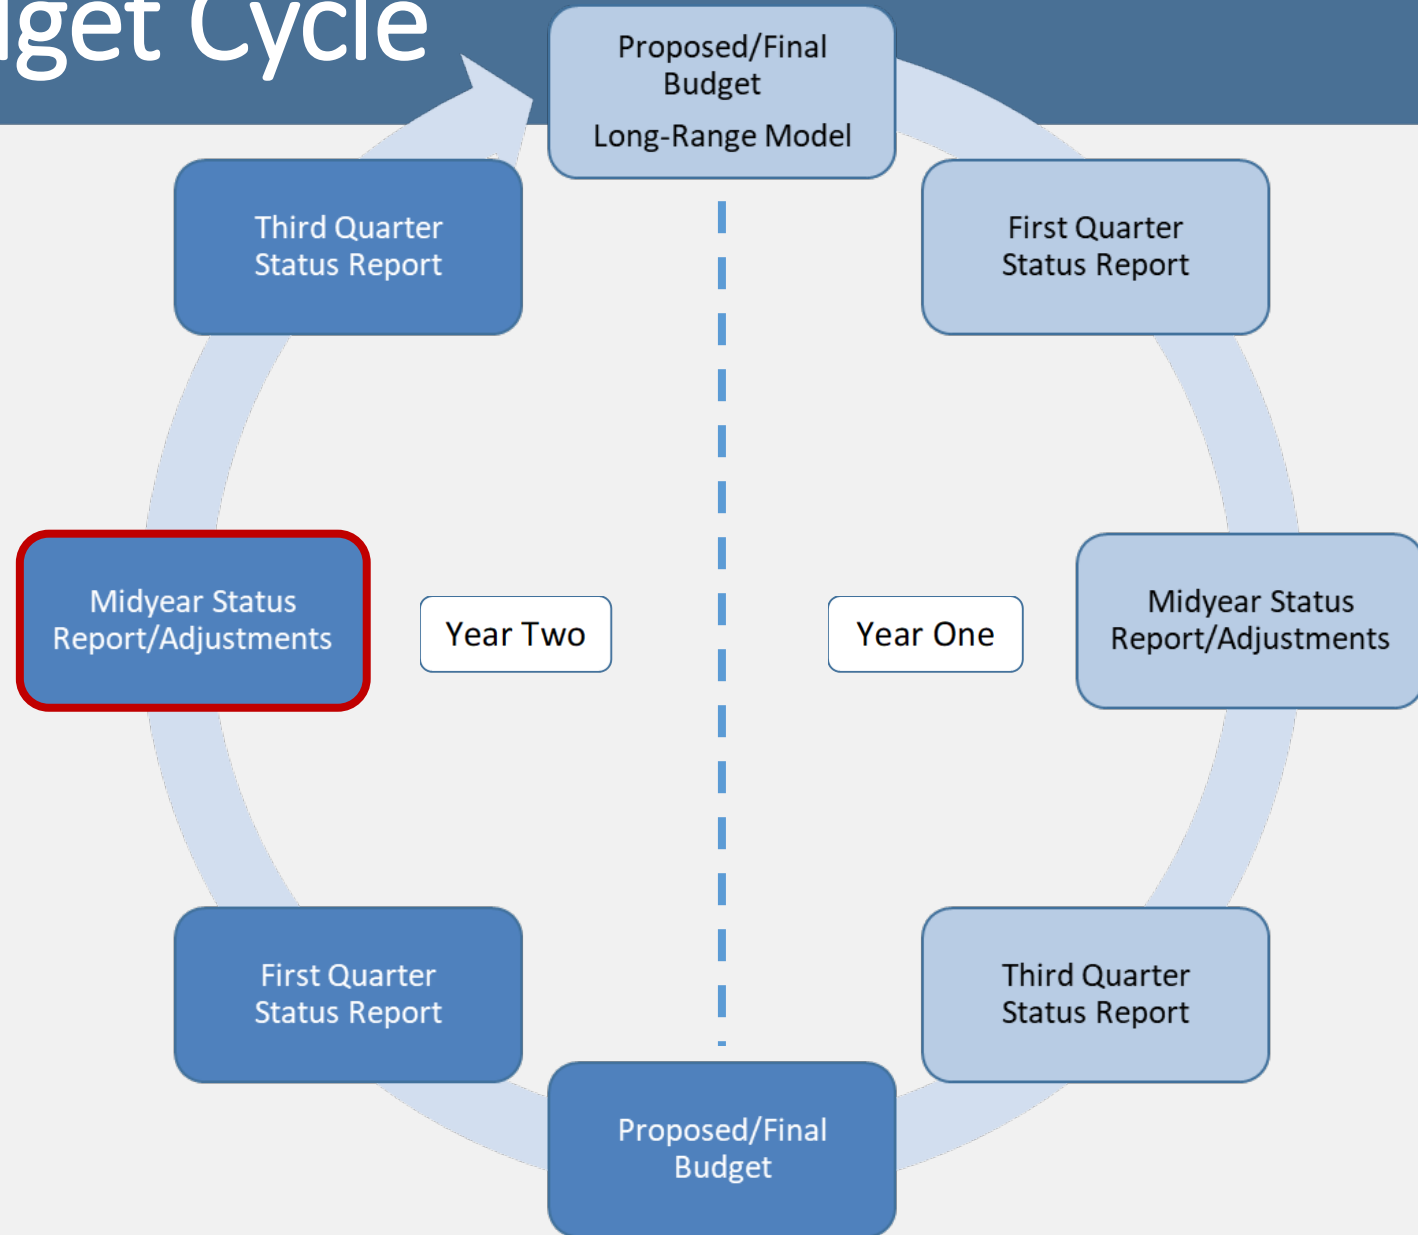 dget Cycle
Proposed/Final
Budget
Long-Range Model
Third Quarter
Status Report
First Quarter
Status Report
Midyear Status
Report/Adjustments
Year Two
Year One
Midyear Status
Report/Adjustments
First Quarter
Status Report
Third Quarter
Status Report
Proposed/Final
Budget